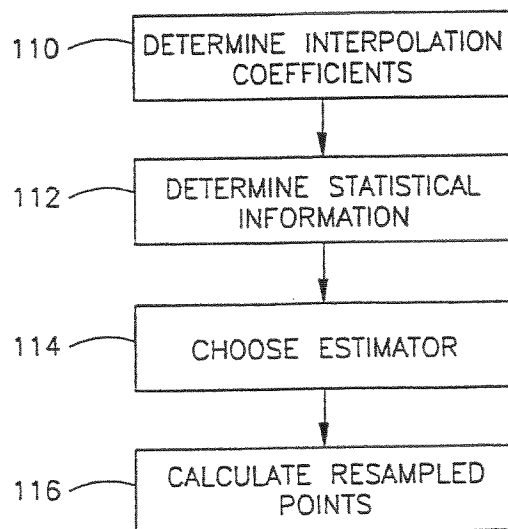 110
DETERMINE INTERPOLATION
COEFFICIENTS
112
DETERMINE STATISTICAL
INFORMATION
114
CHOOSE ESTIMATOR
116
CALCULATE RESAMPLED
POINTS